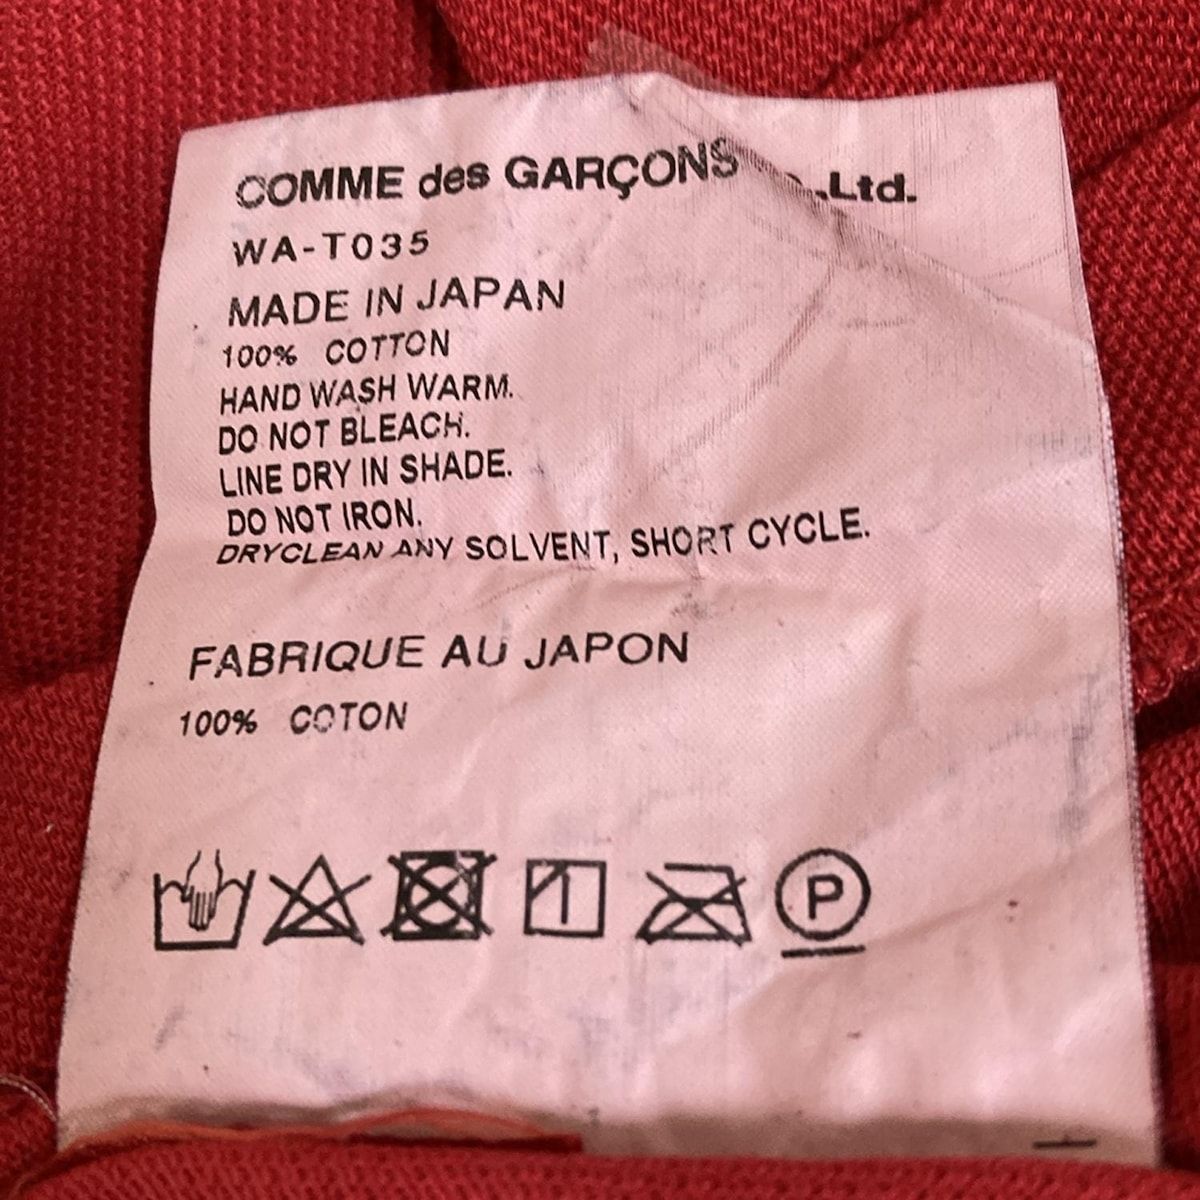 COMME des GARÇONS ,Ltd.
WA-T035
MADE IN JAPAN
100% COTTON
HAND WASH WARM.
DO NOT BLEACH.
LINE DRY IN SHADE.
DO NOT IRON.
DRYCLEAN ANY SOLVENT, SHORT CYCLE.
FABRIQUE AU JAPON
100% COTON
P